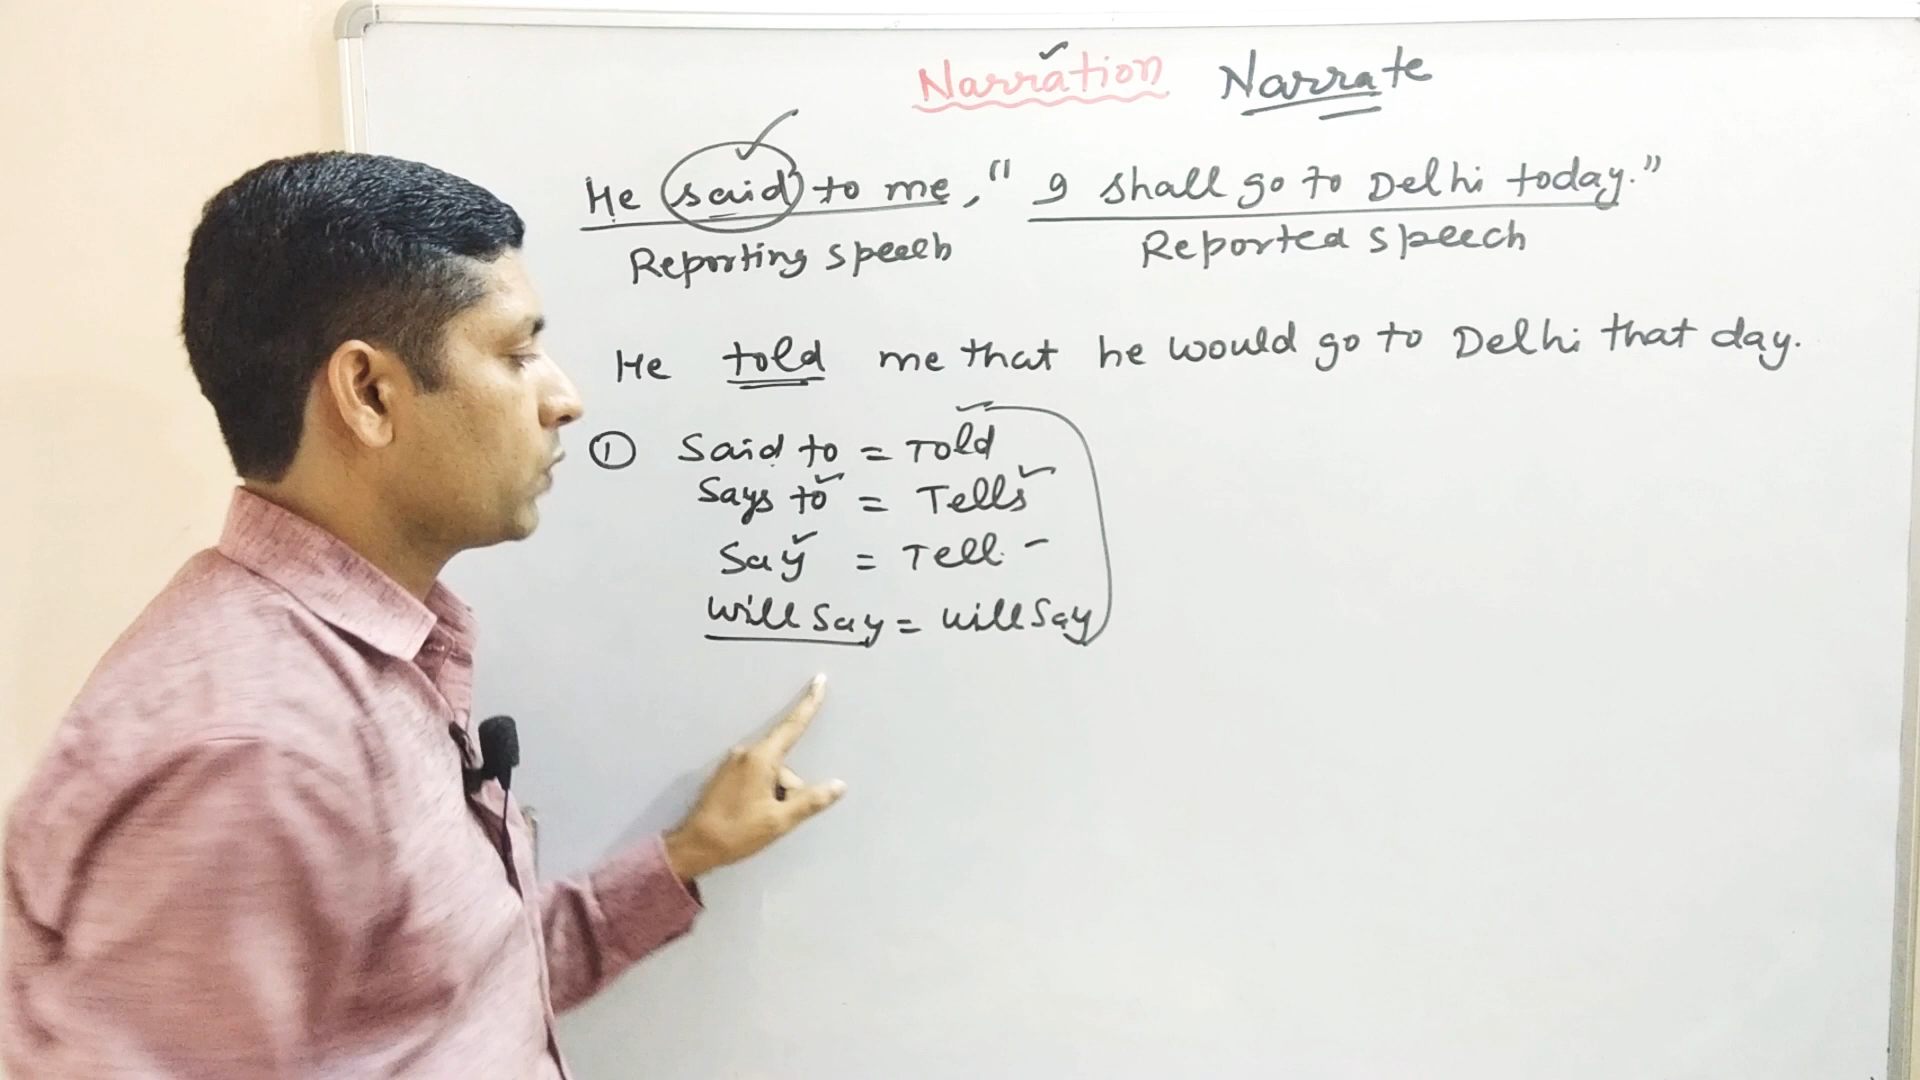 Narration Narrate
He said to me, "I shall go to Delhi today."
Reporting speech Reported speech
He told me that he would go to Delhi that day.
① Said to = Told
Says to = Tells
Say = Tell
will say = will say